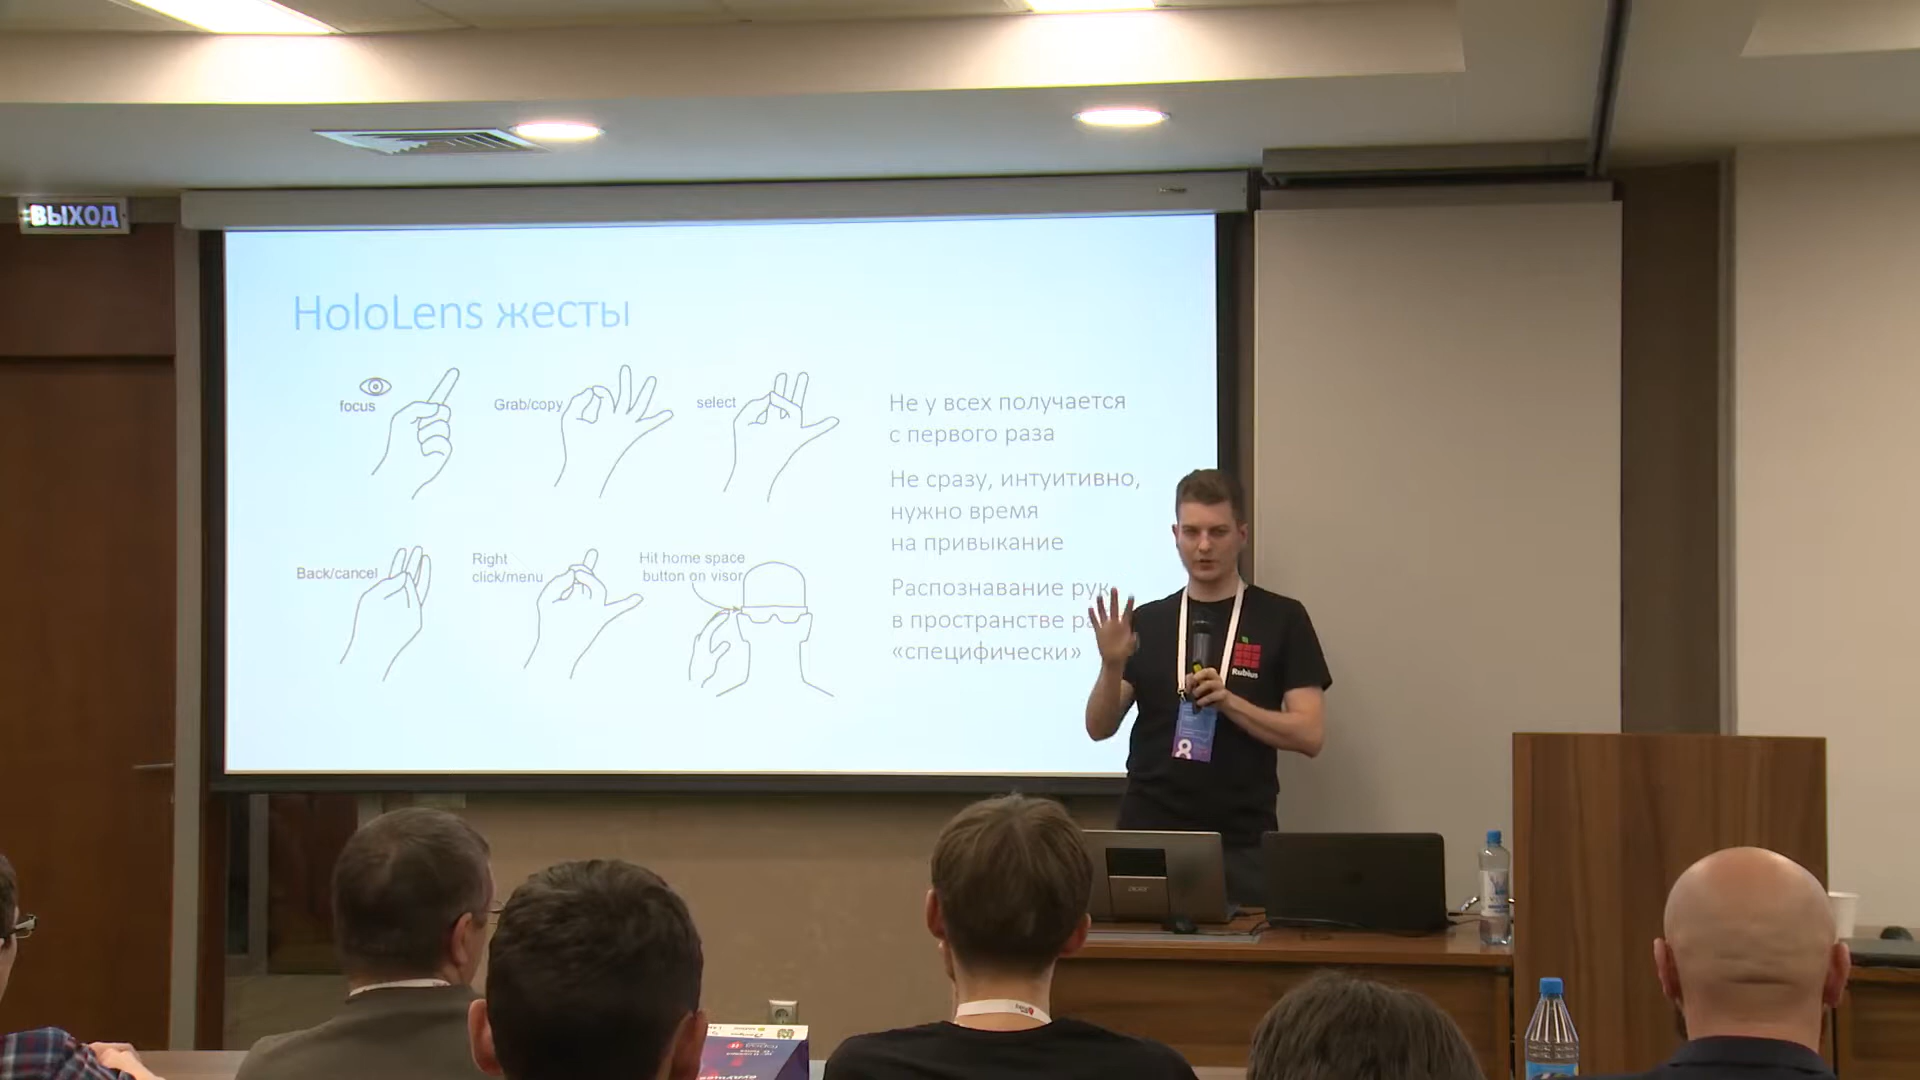 ВЫХОД
HoloLens жесты
focus
Grab/copy
select
Back/cancel
Right
click/menu
Hit home space
button on visor
Не у всех получается
с первого раза
Не сразу, интуитивно,
нужно время
на привыкание
Распознавание рук
в пространстве
«специфически»
Rubius
8
acer